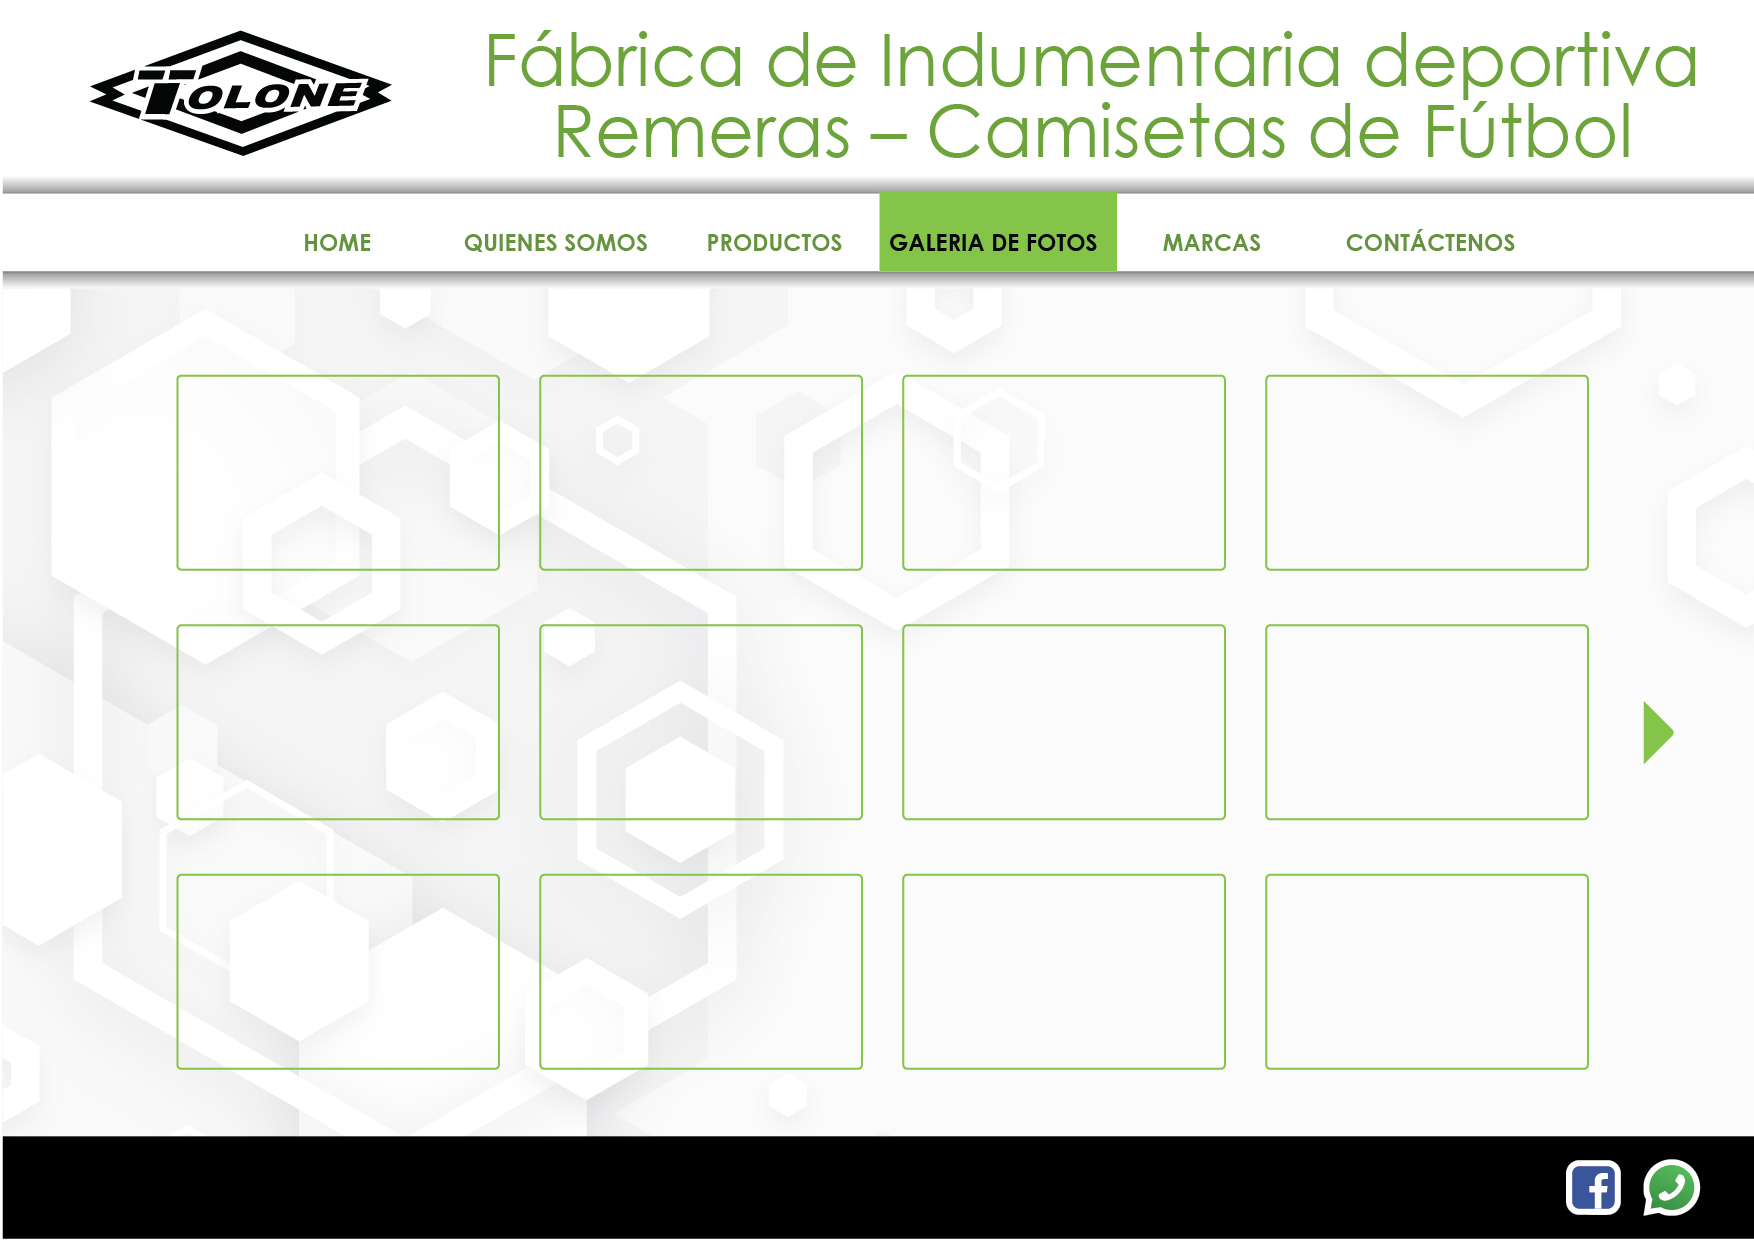 TOLONE
Fábrica de Indumentaria deportiva
Remeras – Camisetas de Fútbol
HOME QUIENES SOMOS PRODUCTOS GALERIA DE FOTOS MARCAS CONTÁCTENOS